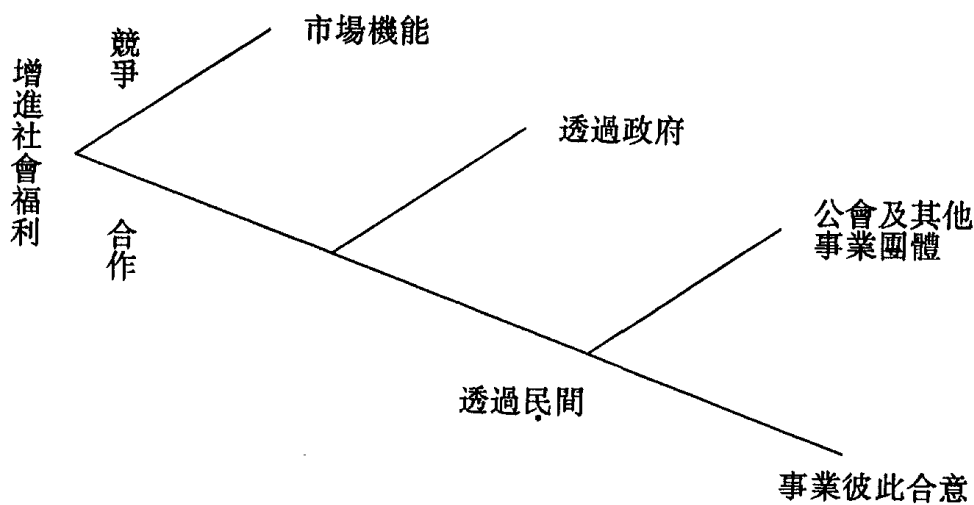 增進社會福利
競爭
市場機能
合作
透過政府
透過民間
公會及其他
事業團體
事業彼此合意